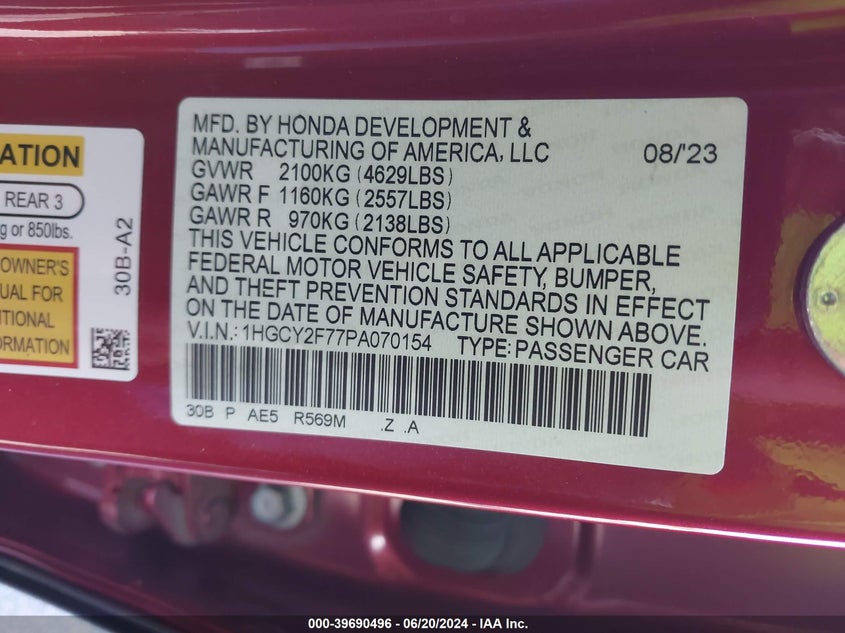 ATION
REAR 3
g or 850lbs.
OWNER'S
UAL FOR
ITIONAL
ORMATION
30B-A2
MFD. BY HONDA DEVELOPMENT &
MANUFACTURING OF AMERICA, LLC 08/'23
GVWR 2100KG (4629LBS)
GAWR F 1160KG (2557LBS)
GAWR R 970KG (2138LBS)
THIS VEHICLE CONFORMS TO ALL APPLICABLE
FEDERAL MOTOR VEHICLE SAFETY, BUMPER,
AND THEFT PREVENTION STANDARDS IN EFFECT
ON THE DATE OF MANUFACTURE SHOWN ABOVE.
V.I.N.: 1HGCY2F77PA070154 TYPE: PASSENGER CAR
30B P AE5 R569M .Z .A
000-39690496 - 06/20/2024 - IAA Inc.